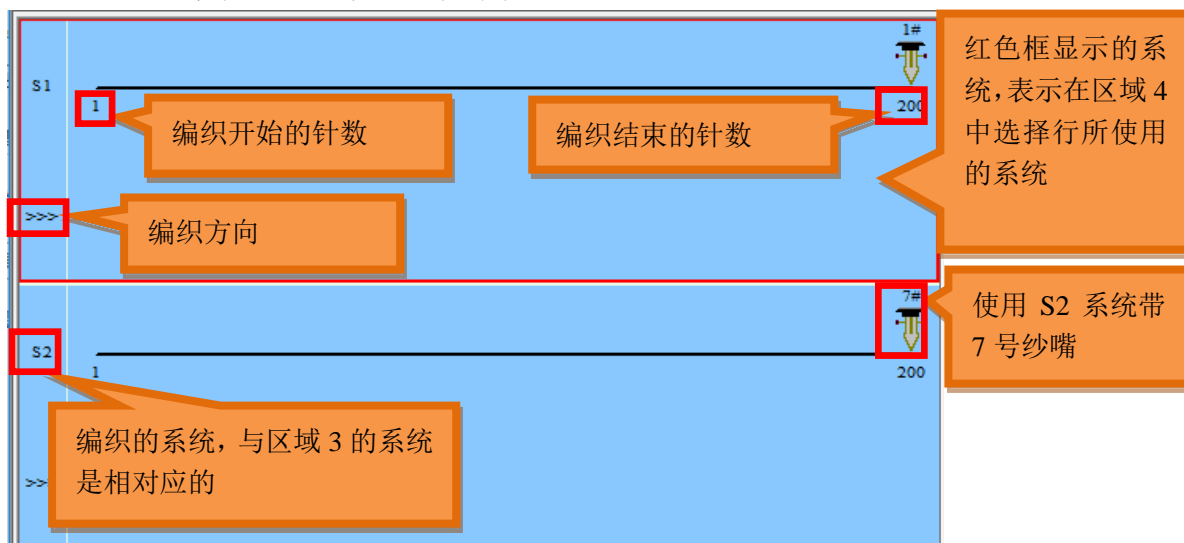 1#
S1
1
200
编织开始的针数
编织结束的针数
红色框显示的系
统,表示在区域 4
中选择行所使用
的系统
>>>
编织方向
7#
S2
1
200
使用 S2 系统带
7 号纱嘴
编织的系统,与区域 3 的系统
是相对应的
>>